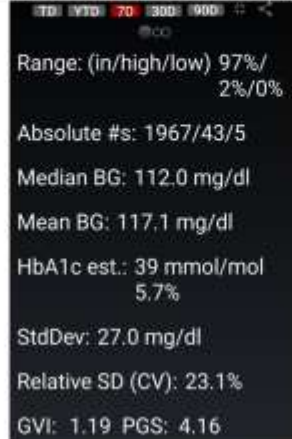 TD YTD 7D 30D 90D
Range: (in/high/low) 97%/
2%/0%
Absolute #s: 1967/43/5
Median BG: 112.0 mg/dl
Mean BG: 117.1 mg/dl
HbA1c est.: 39 mmol/mol
5.7%
StdDev: 27.0 mg/dl
Relative SD (CV): 23.1%
GVI: 1.19 PGS: 4.16